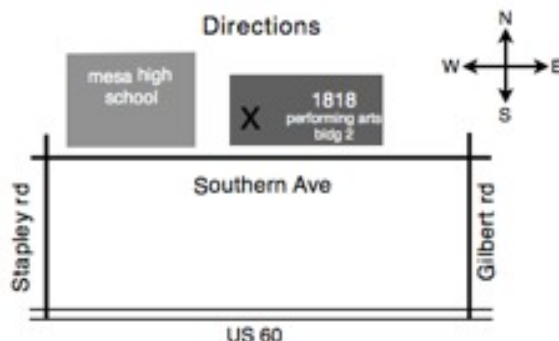 Directions
N
W E
S
mesa high
school
X
1818
performing arts
bldg 2
Southern Ave
Stapley rd
Gilbert rd
US 60